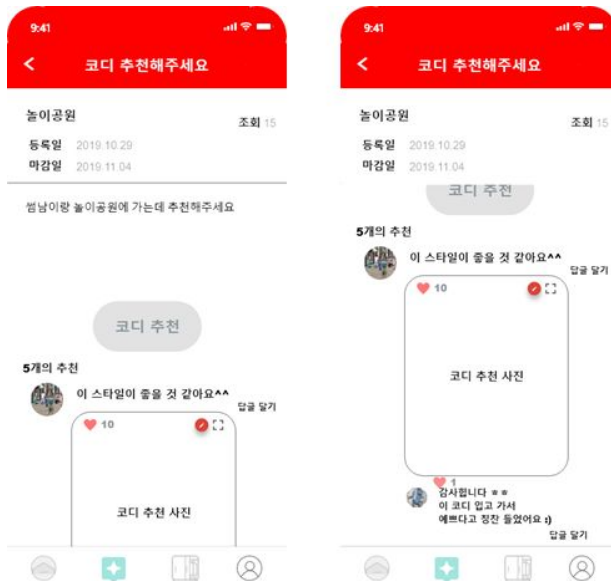 9:41
코디 추천해주세요
놀이공원
조회 15
등록일 2019.10.29
마감일 2019.11.04
썸남이랑 놀이공원에 가는데 추천해주세요
코디 추천
5개의 추천
이 스타일이 좋을 것 같아요^^
답글 달기
10
코디 추천 사진
9:41
코디 추천해주세요
놀이공원
조회 15
등록일 2019.10.29
마감일 2019.11.04
코디 추천
5개의 추천
이 스타일이 좋을 것 같아요^^
답글 달기
10
코디 추천 사진
1
감사합니다 ㅎㅎ
이 코디 입고 가서
예쁘다고 칭찬 들었어요 :)
답글 달기